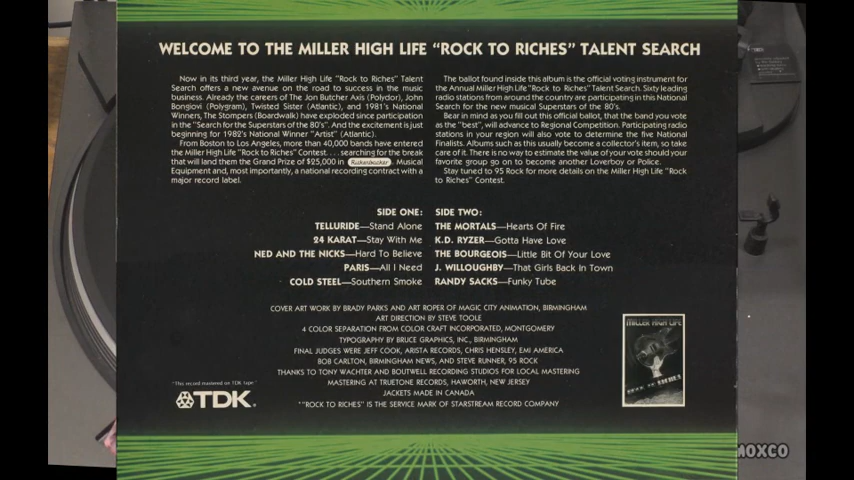 WELCOME TO THE MILLER HIGH LIFE "ROCK TO RICHES" TALENT SEARCH
Now in its third year, the Miller High Life "Rock to Riches" Talent
Search offers a new avenue on the road to success in the music
business. Already the careers of The Jon Butcher Axis (Polydor), John
Bongiovi (Polygram), Twisted Sister (Atlantic), and 1981's National
Winners, The Stompers (Boardwalk) have exploded since participation
in the "Search for the Superstars of the 80's". And the excitement is just
beginning for 1982's National Winner "Artist" (Atlantic).
From Boston to Los Angeles, more than 40,000 bands have entered
the Miller High Life "Rock to Riches" Contest. . . searching for the break
that will land them the Grand Prize of $25,000 in Rickenbacker Musical
Equipment and, most importantly, a national recording contract with a
major record label.
The ballot found inside this album is the official voting instrument for
the Annual Miller High Life "Rock to Riches" Talent Search. Sixty leading
radio stations from around the country are participating in this National
Search for the new musical Superstars of the 80's.
Bear in mind as you fill out this official ballot, that the band you vote
as the "best", will advance to Regional Competition. Participating radio
stations in your region will also vote to determine the five National
Finalists. Albums such as this usually become a collector's item, so take
care of it. There is no way to estimate the value of your vote should your
favorite group go on to become another Loverboy or Police.
Stay tuned to 95 Rock for more details on the Miller High Life "Rock
to Riches" Contest.
SIDE ONE:
TELLURIDE—Stand Alone
24 KARAT—Stay With Me
NED AND THE NICKS—Hard To Believe
PARIS—All I Need
COLD STEEL—Southern Smoke
SIDE TWO:
THE MORTALS—Hearts Of Fire
K.D. RYZER—Gotta Have Love
THE BOURGEOIS—Little Bit Of Your Love
J. WILLOUGHBY—That Girls Back In Town
RANDY SACKS—Funky Tube
COVER ART WORK BY BRADY PARKS AND ART ROPER OF MAGIC CITY ANIMATION, BIRMINGHAM
ART DIRECTION BY STEVE TOOLE
4 COLOR SEPARATION FROM COLOR CRAFT INCORPORATED, MONTGOMERY
TYPOGRAPHY BY BRUCE GRAPHICS, INC., BIRMINGHAM
FINAL JUDGES WERE JEFF COOK, ARISTA RECORDS, CHRIS HENSLEY, EMI AMERICA
BOB CARLTON, BIRMINGHAM NEWS, AND STEVE RUNNER, 95 ROCK
THANKS TO TONY WACHTER AND BOUTWELL RECORDING STUDIOS FOR LOCAL MASTERING
MASTERING AT TRUETONE RECORDS, HAWORTH, NEW JERSEY
JACKETS MADE IN CANADA
*"ROCK TO RICHES" IS THE SERVICE MARK OF STARSTREAM RECORD COMPANY
"This record mastered on TDK tape"
TDK.
MILLER HIGH LIFE
ROCK TO RICHES
MOXCO